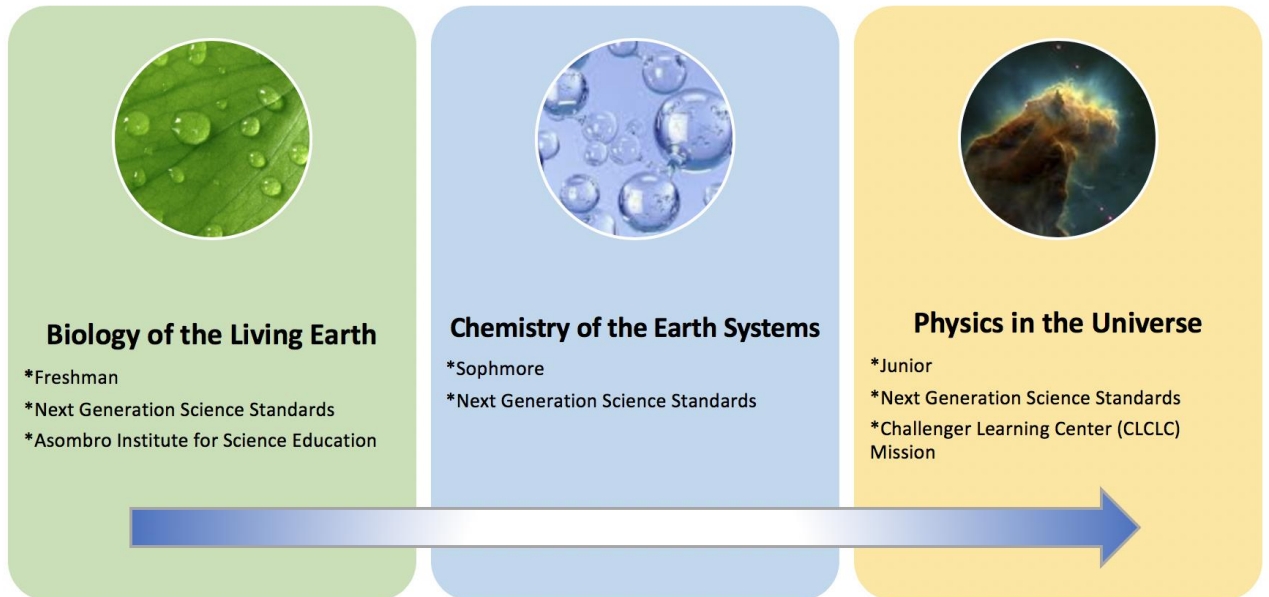 Biology of the Living Earth
*Freshman
*Next Generation Science Standards
*Asombro Institute for Science Education
Chemistry of the Earth Systems
*Sophmore
*Next Generation Science Standards
Physics in the Universe
*Junior
*Next Generation Science Standards
*Challenger Learning Center (CLCLC)
Mission